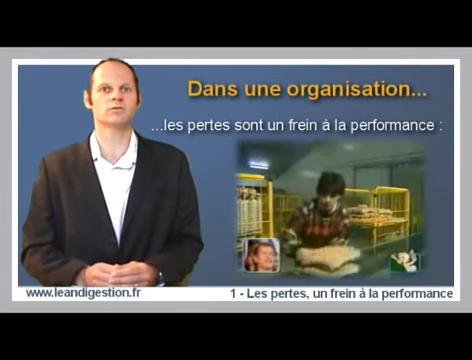 Dans une organisation...
...les pertes sont un frein à la performance :
www.leandigestion.fr
1 - Les pertes, un frein à la performance